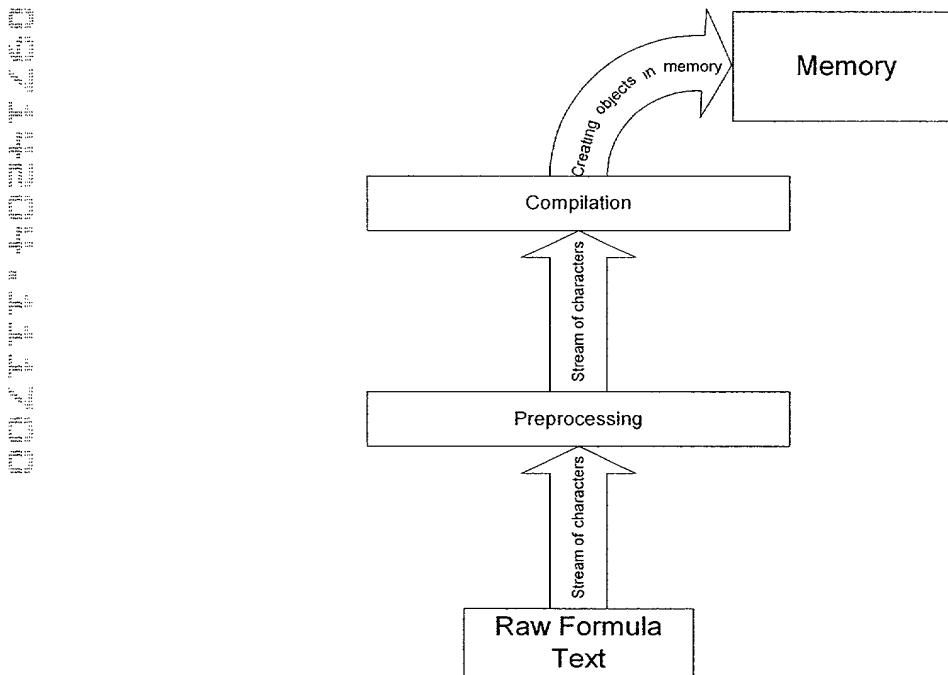 Memory
Creating objects in memory
Compilation
Stream of characters
Preprocessing
Stream of characters
Raw Formula
Text